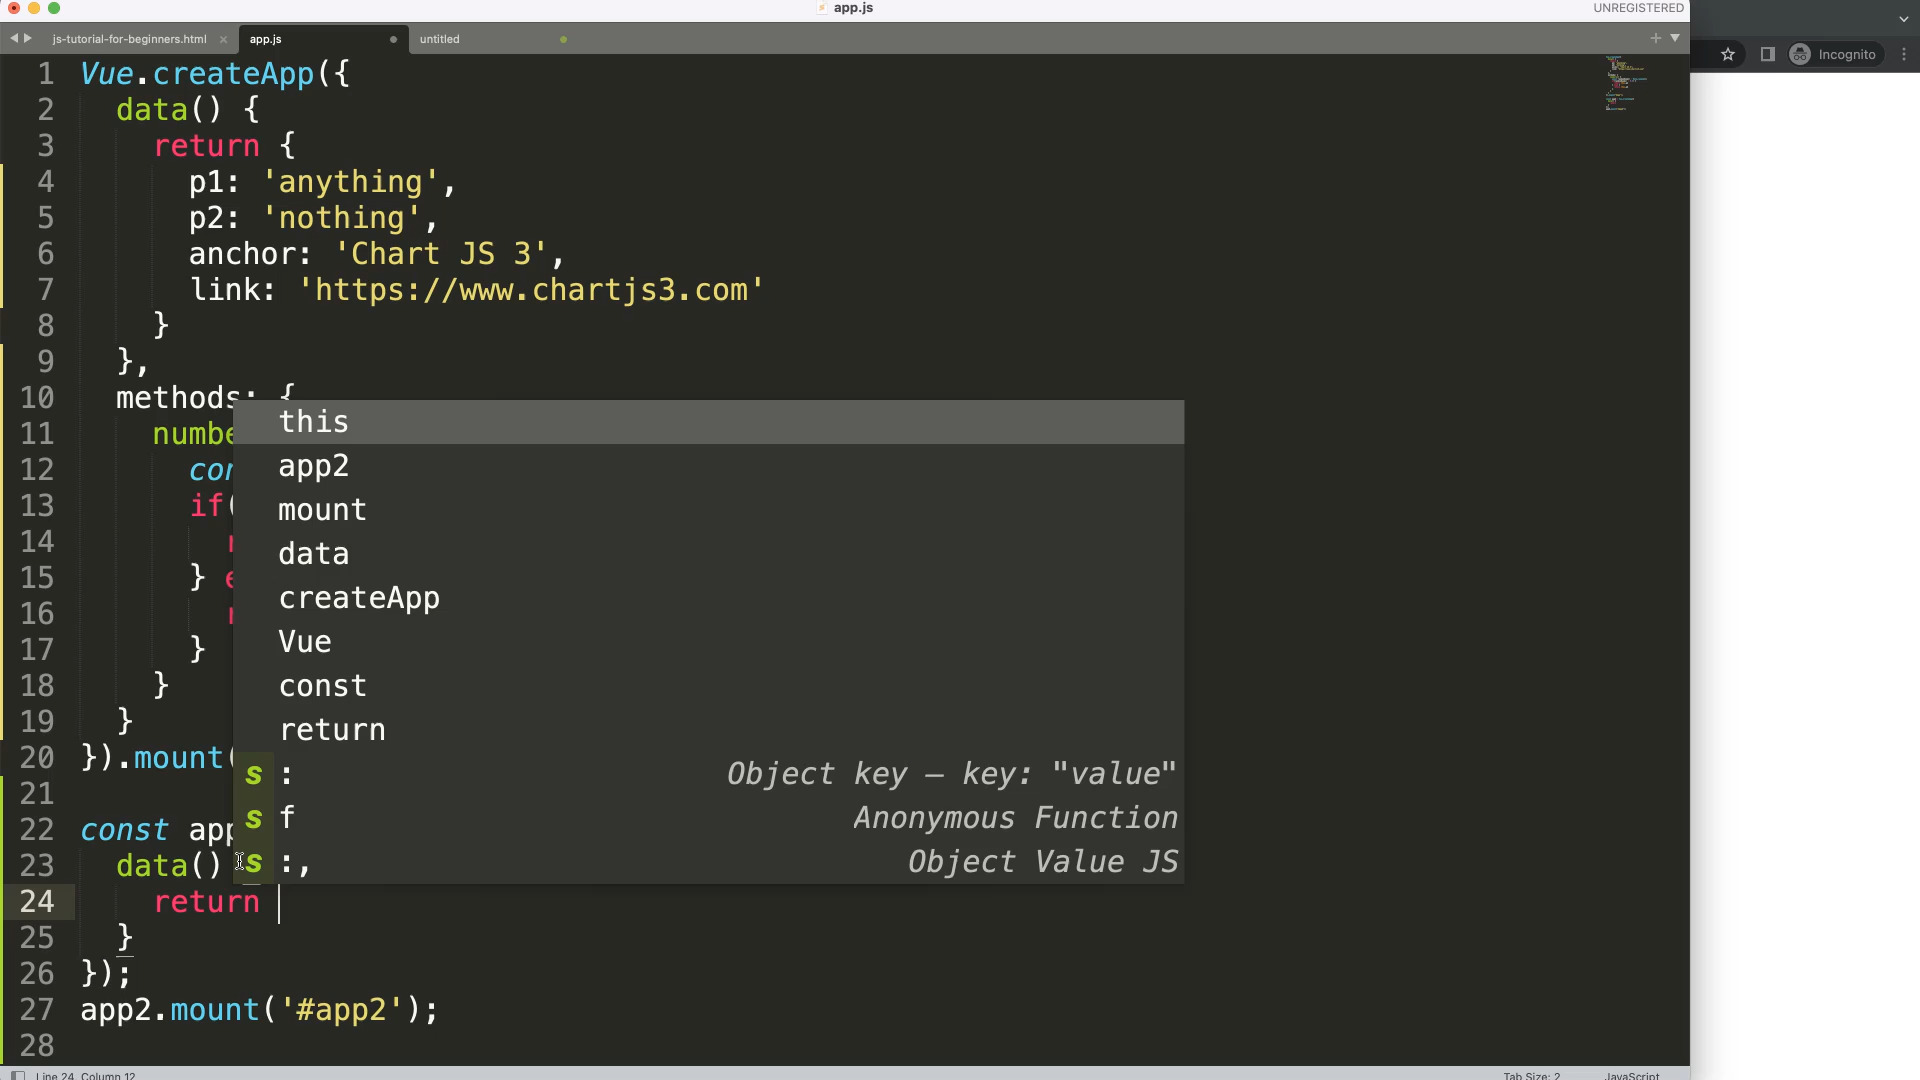 app.js
UNREGISTERED
js-tutorial-for-beginners.html
app.js
untitled
Incognito
1 Vue.createApp({
2 data() {
3 return {
4 p1: 'anything',
5 p2: 'nothing',
6 anchor: 'Chart JS 3',
7 link: 'https://www.chartjs3.com'
8 }
9 },
10 methods: {
11 numbe
12 con
13 if(
14 r
15 } e
16 r
17 }
18 }
19 }
20 }).mount(
21
22 const app
23 data()
24 return
25 }
26 });
27 app2.mount('#app2');
28
this
app2
mount
data
createApp
Vue
const
return
s : Object key – key: "value"
s f Anonymous Function
s :, Object Value JS
Line 24, Column 12
Tab Size: 2
JavaScript